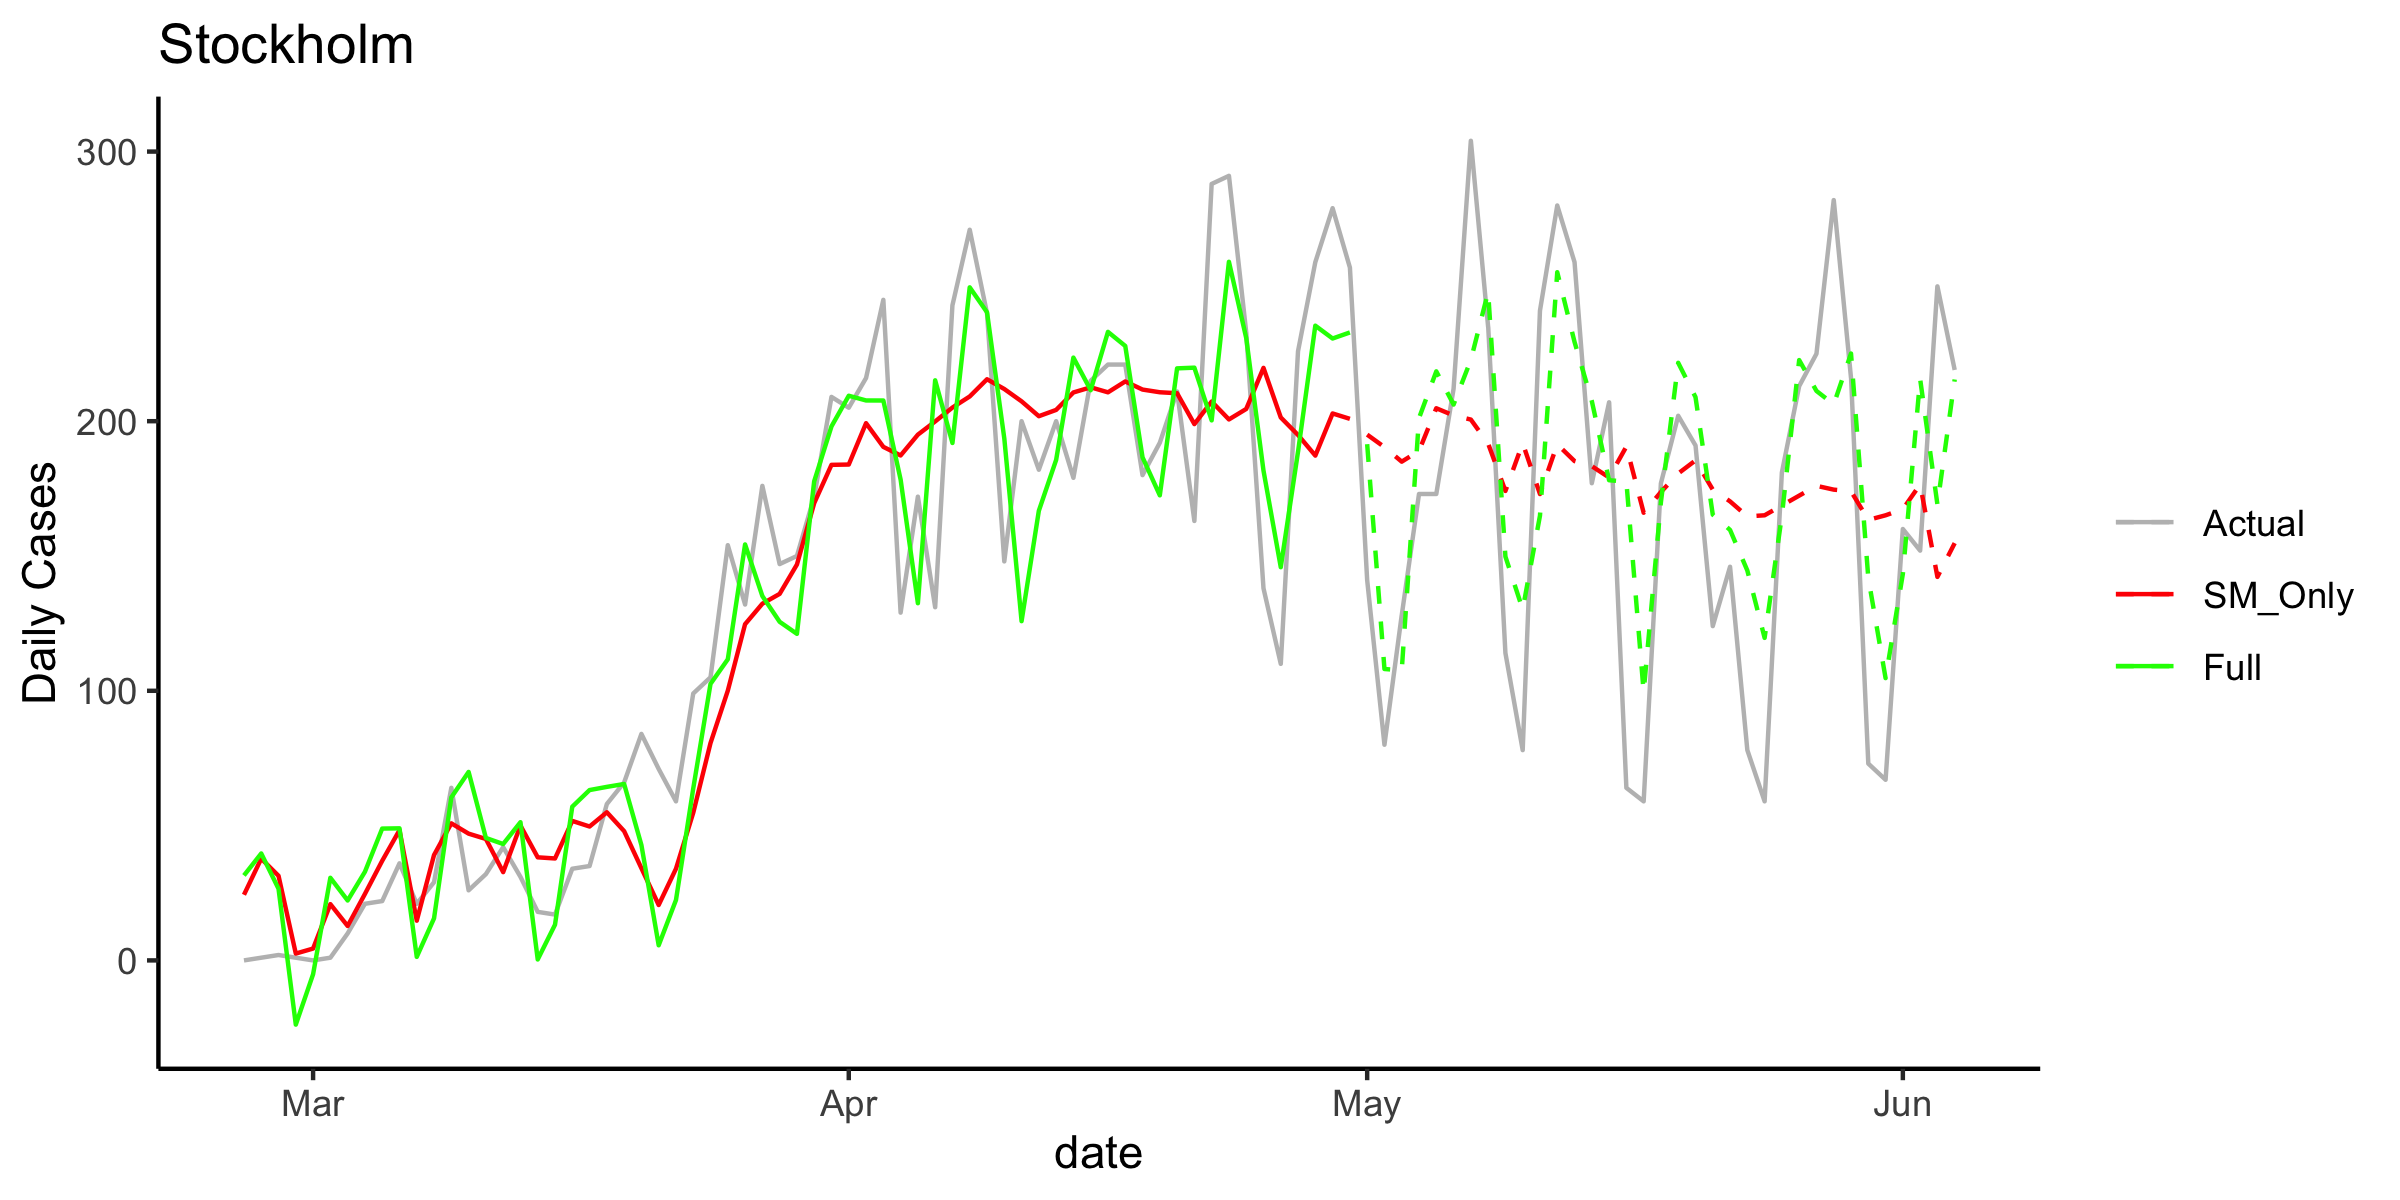 Stockholm
300
200
100
0
Daily Cases
Mar Apr May Jun
date
Actual
SM_Only
Full